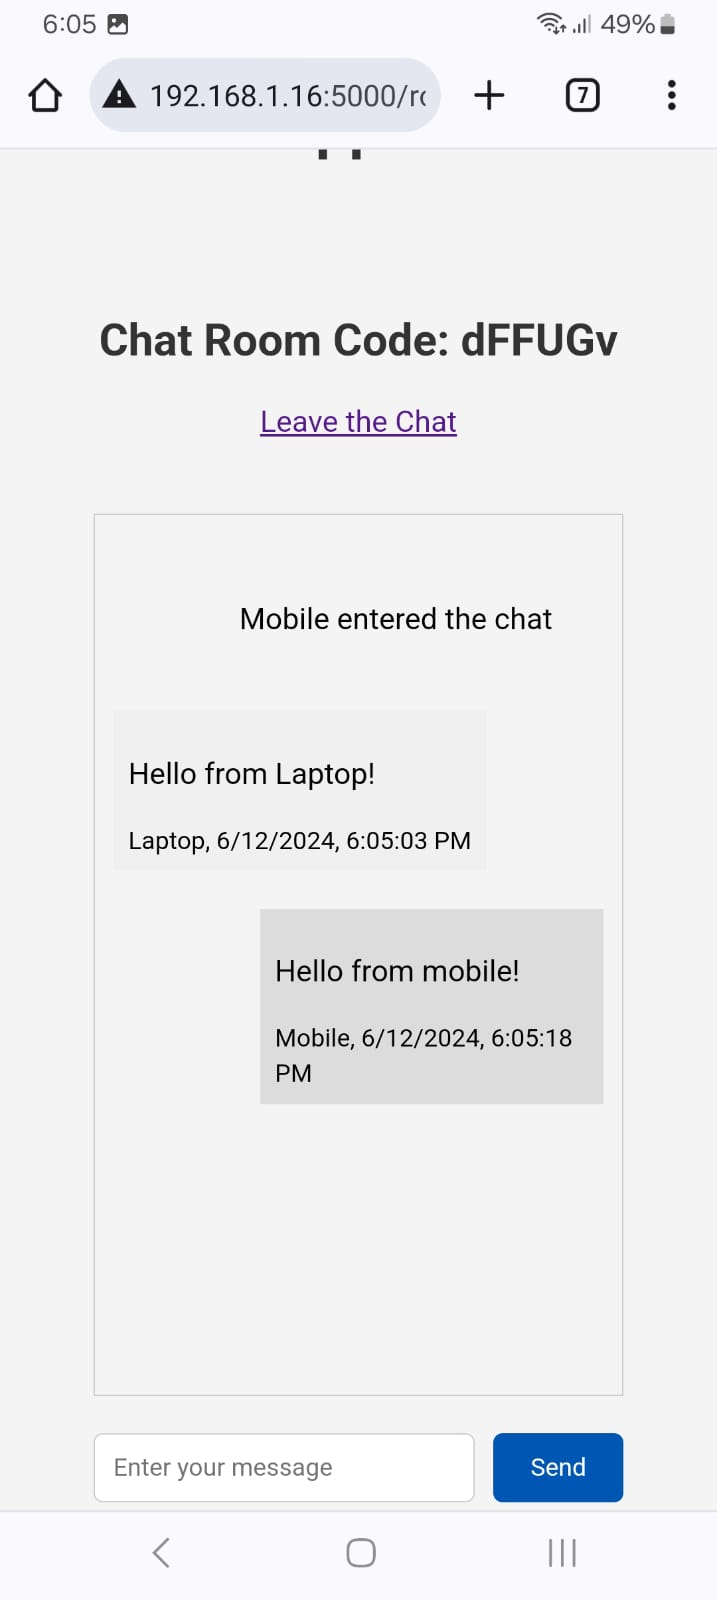 6:05 49%
192.168.1.16:5000/r 7
Chat Room Code: dFFUGv
Leave the Chat
Mobile entered the chat
Hello from Laptop!
Laptop, 6/12/2024, 6:05:03 PM
Hello from mobile!
Mobile, 6/12/2024, 6:05:18
PM
Enter your message Send